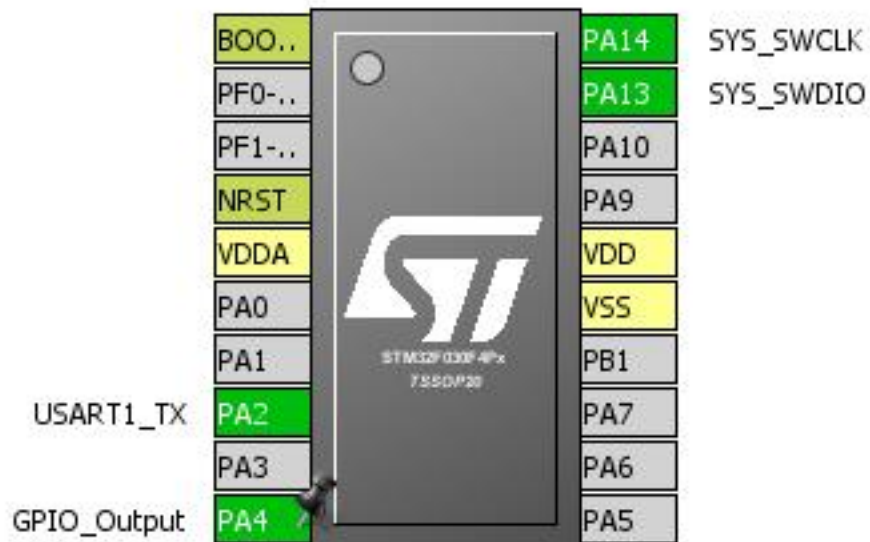 BOO.. PA14 SYS_SWCLK
PF0-.. PA13 SYS_SWDIO
PF1-.. PA10
NRST PA9
VDDA VDD
PA0 VSS
PA1 PB1
STM32F030F4Px
TSSOP20
USART1_TX PA2 PA7
PA3 PA6
GPIO_Output PA4 PA5